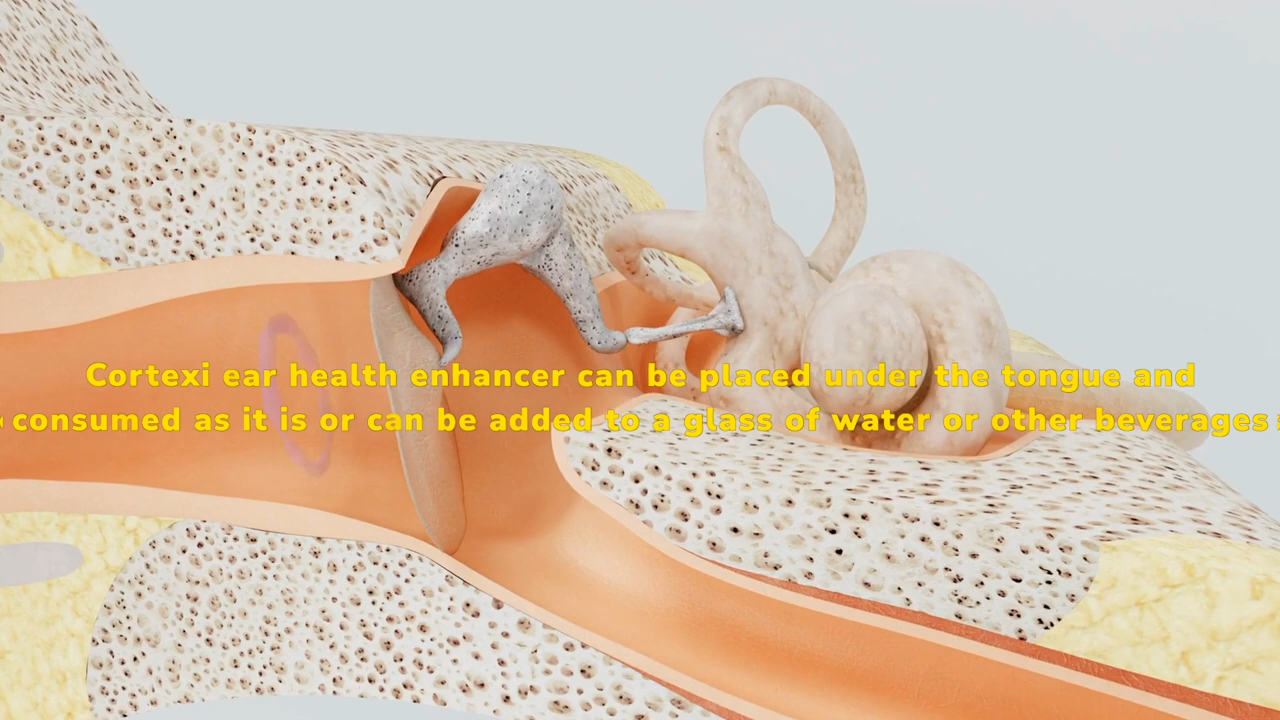 Cortexi ear health enhancer can be placed under the tongue and
consumed as it is or can be added to a glass of water or other beverages